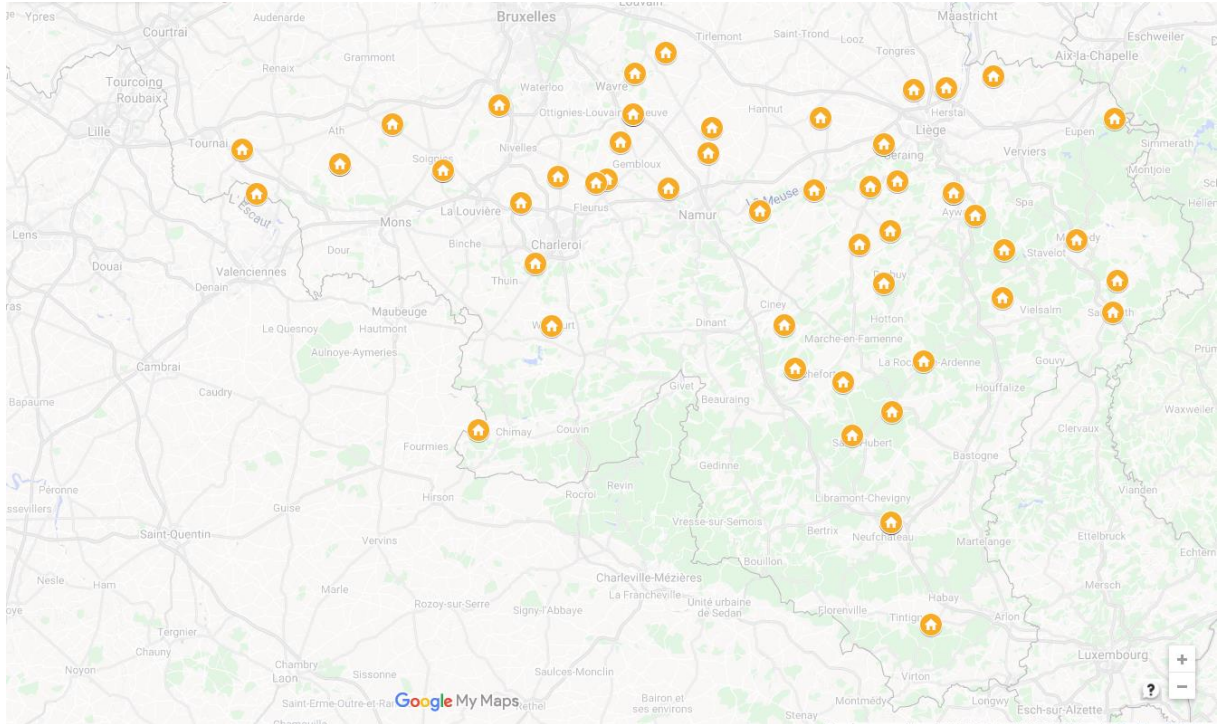 Ypres
Courtrai
Audenarde
Bruxelles
Louvain
Tirlemont
Saint-Trond
Looz
Maastricht
Tongres
Eschweiler
Aix-la-Chapelle
Renaix
Grammont
Tourcoing
Roubaix
Waterloo
Wavre
Ottignies-Louvain
euve
Hannut
Herstal
Liège
Lille
Tournai
Ath
Soignies
Nivelles
Gembloux
Seraing
Verviers
Eupen
Simmerath
Montjoie
L'Escaut
La Louvière
Fleurus
Namur
La Meuse
Ayw
Spa
Mons
Lens
Dour
Binche
Charleroi
Stavelot
Douai
Valenciennes
Thuin
Denain
Maubeuge
Ciney
Hotton
Vielsalm
Le Quesnoy
Hautmont
Dinant
Marche-en-Famenne
Aulnoye-Aymeries
Gouvy
Prüm
Cambrai
Givet
Houffalize
Caudry
Beauraing
Bapaume
Waxweiler
Chimay
Couvin
Clervaux
Fourmies
Bastogne
Gedinne
Péronne
Hirson
Revin
Rocroi
Vianden
Libramont-Chevigny
Guise
Vresse-sur-Semois
Bertrix
Neufchâteau
Martelange
Ettelbruck
Saint-Quentin
Vervins
Bouillon
Echtern
Charleville-Mézières
La Francheville
Nesle
Ham
Marle
Mersch
Rozoy-sur-Serre
Signy-l'Abbaye
Unité urbaine
de Sedan
Habay
Florenville
Tintigny
Arlon
Tergnier
Chauny
Luxembourg
Noyon
Chambry
Laon
Sissonne
Saulces-Monclin
Virton
Google My Maps
Bairon et
ses environs
Montmédy
Stenay
Longwy
Esch-sur-Alzette
+
?
−